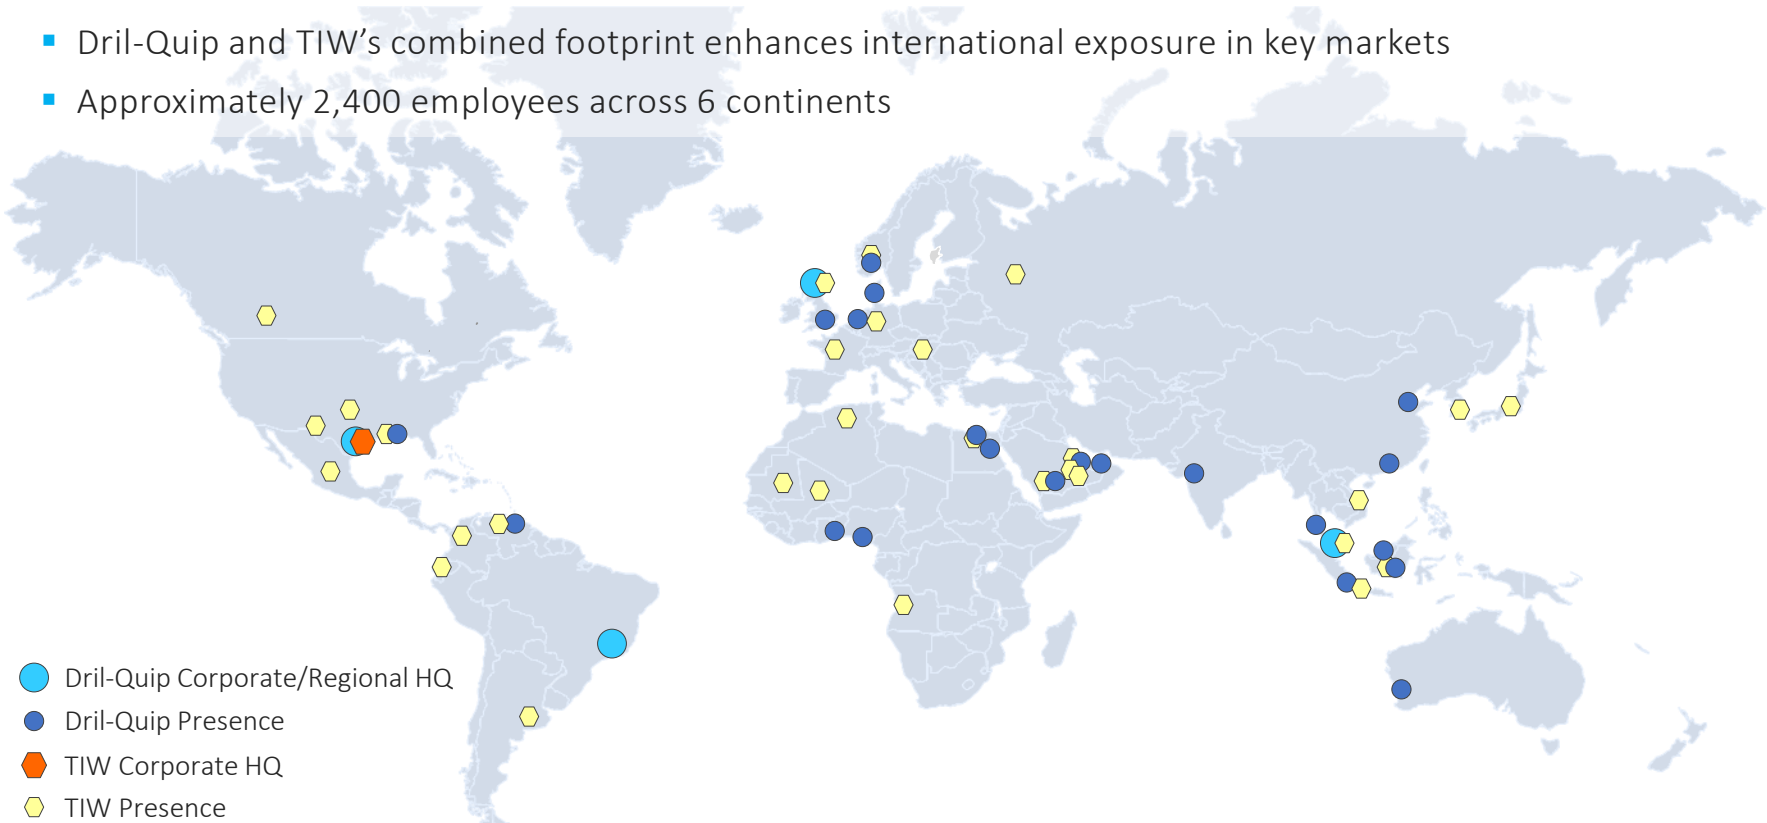 Dril-Quip and TIW’s combined footprint enhances international exposure in key markets
Approximately 2,400 employees across 6 continents
Dril-Quip Corporate/Regional HQ
Dril-Quip Presence
TIW Corporate HQ
TIW Presence